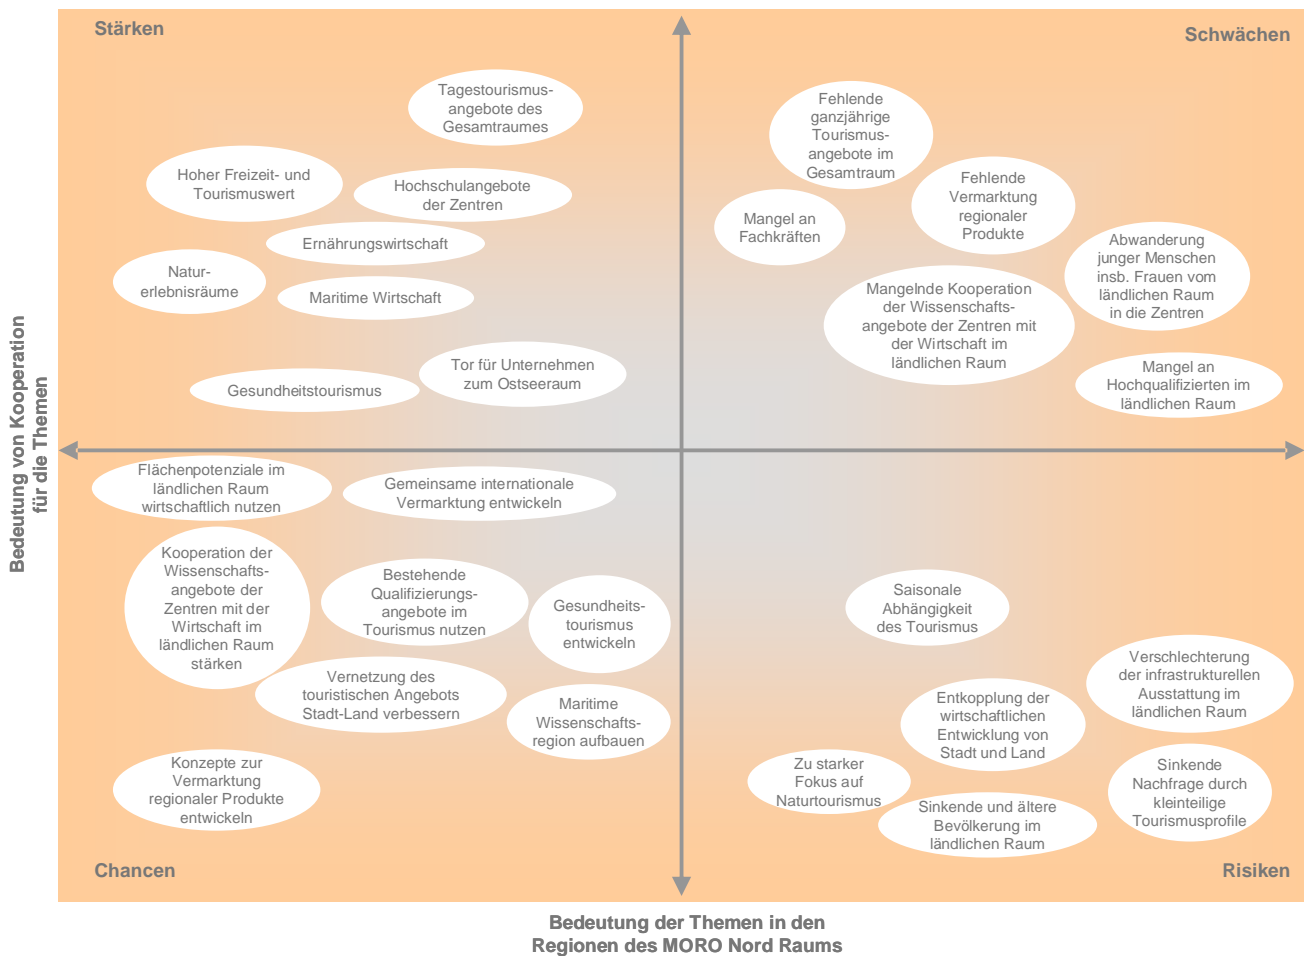 Stärken
Schwächen
Tagestourismus-
angebote des
Gesamtraumes
Hoher Freizeit- und
Tourismuswert
Hochschulangebote
der Zentren
Ernährungswirtschaft
Natur-
erlebnisräume
Maritime Wirtschaft
Tor für Unternehmen
zum Ostseeraum
Gesundheitstourismus
Fehlende
ganzjährige
Tourismus-
angebote im
Gesamtraum
Fehlende
Vermarktung
regionaler
Produkte
Mangel an
Fachkräften
Abwanderung
junger Menschen
insb. Frauen vom
ländlichen Raum
in die Zentren
Mangelnde Kooperation
der Wissenschafts-
angebote der Zentren mit
der Wirtschaft im
ländlichen Raum
Mangel an
Hochqualifizierten im
ländlichen Raum
Bedeutung von Kooperation
für die Themen
Flächenpotenziale im
ländlichen Raum
wirtschaftlich nutzen
Gemeinsame internationale
Vermarktung entwickeln
Kooperation der
Wissenschafts-
angebote der
Zentren mit der
Wirtschaft im
ländlichen Raum
stärken
Bestehende
Qualifizierungs-
angebote im
Tourismus nutzen
Gesundheits-
tourismus
entwickeln
Vernetzung des
touristischen Angebots
Stadt-Land verbessern
Maritime
Wissenschafts-
region aufbauen
Konzepte zur
Vermarktung
regionaler Produkte
entwickeln
Saisonale
Abhängigkeit
des Tourismus
Verschlechterung
der infrastrukturellen
Ausstattung im
ländlichen Raum
Entkopplung der
wirtschaftlichen
Entwicklung von
Stadt und Land
Zu starker
Fokus auf
Naturtourismus
Sinkende
Nachfrage durch
kleinteilige
Tourismusprofile
Sinkende und ältere
Bevölkerung im
ländlichen Raum
Chancen
Risiken
Bedeutung der Themen in den
Regionen des MORO Nord Raums